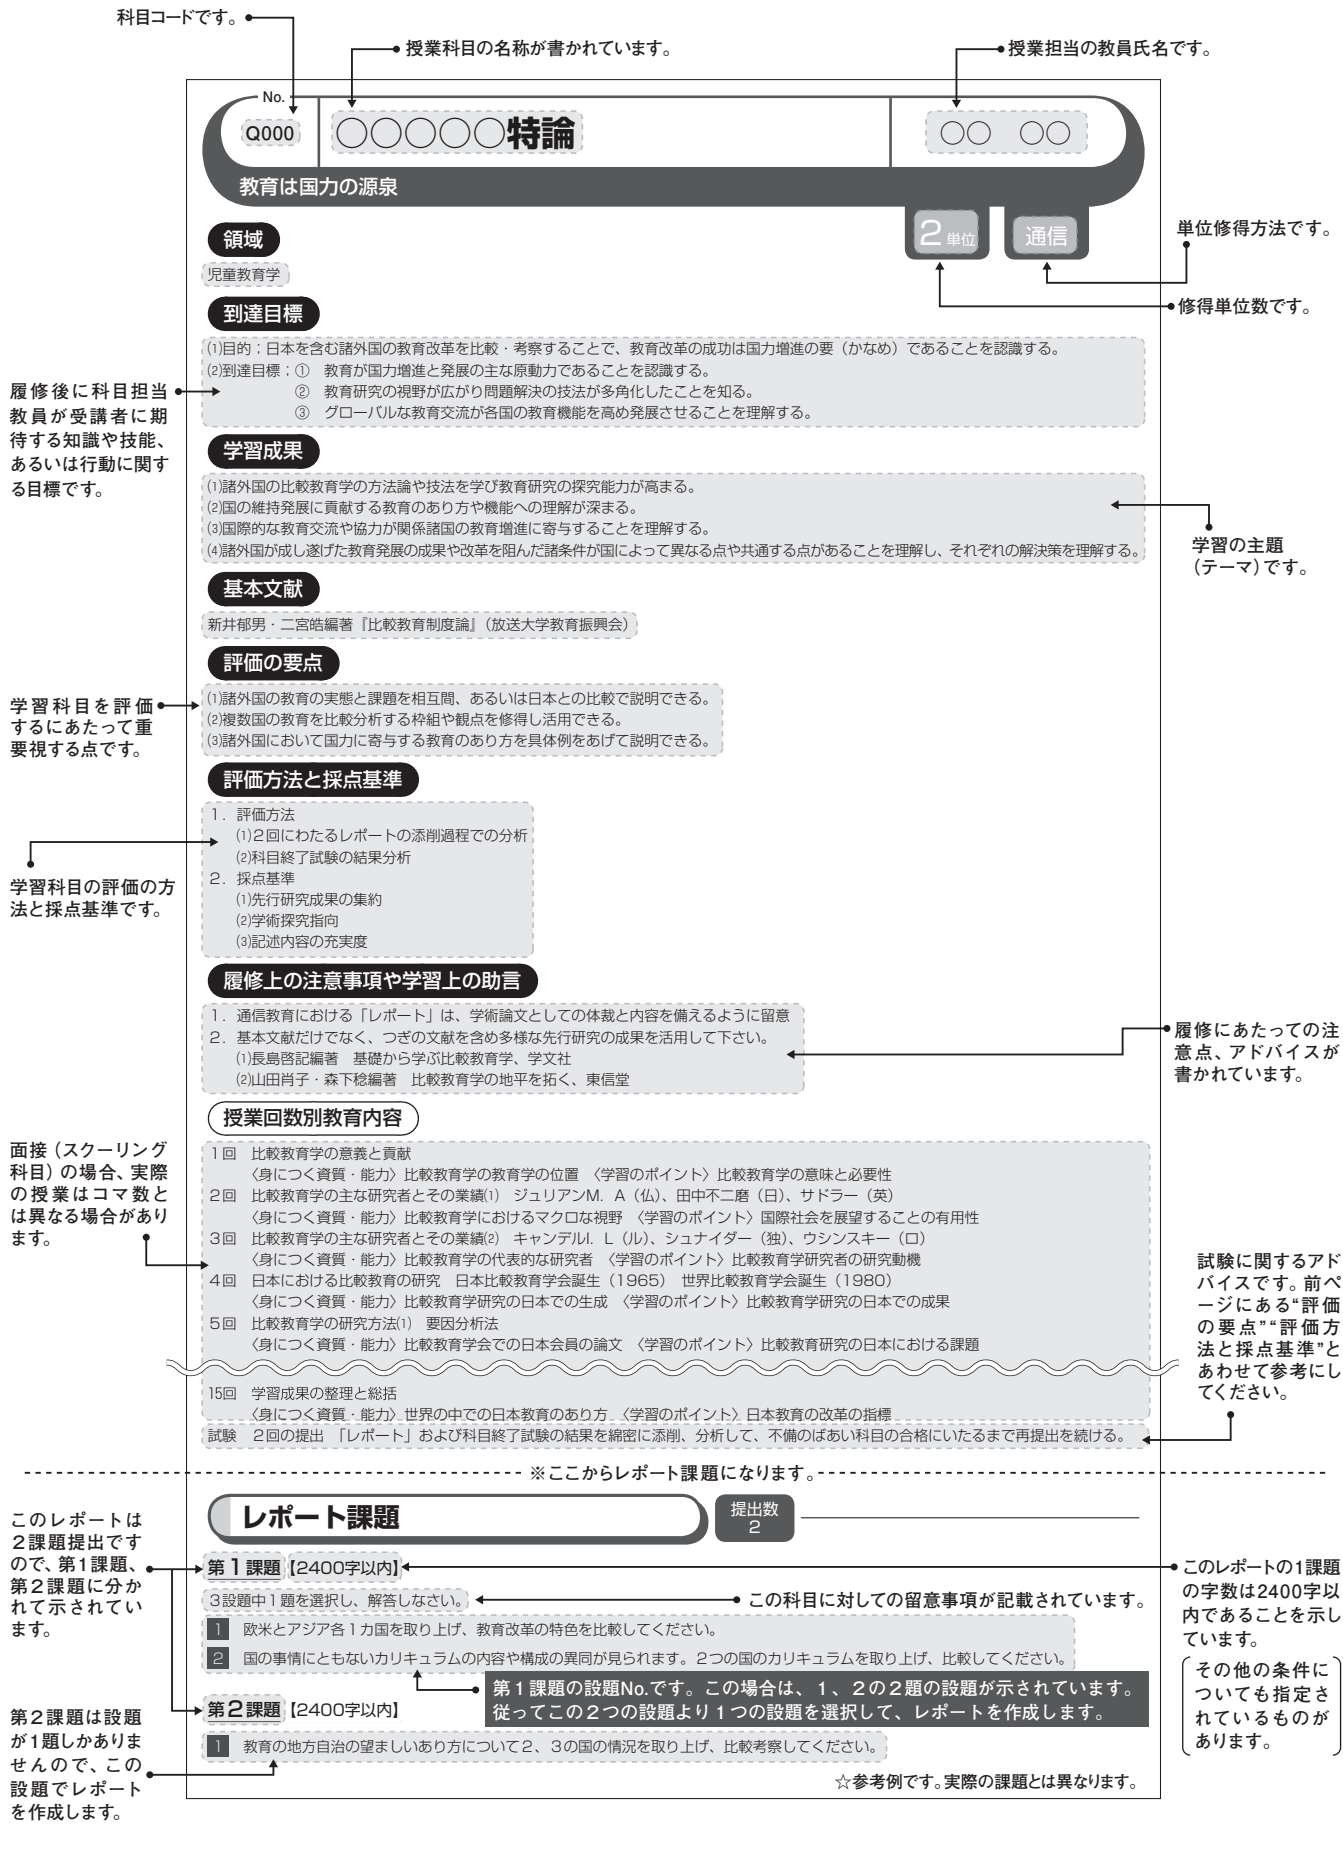 科目コードです。
授業科目の名称が書かれています。
授業担当の教員氏名です。
No.
Q000
○○○○○特論
○○　○○
教育は国力の源泉
2単位
通信
単位修得方法です。
修得単位数です。
領域
児童教育学
到達目標
⑴目的：日本を含む諸外国の教育改革を比較・考察することで、教育改革の成功は国力増進の要（かなめ）であることを認識する。
⑵到達目標：①　教育が国力増進と発展の主な原動力であることを認識する。
②　教育研究の視野が広がり問題解決の技法が多角化したことを知る。
③　グローバルな教育交流が各国の教育機能を高め発展させることを理解する。
履修後に科目担当
教員が受講者に期
待する知識や技能、
あるいは行動に関す
る目標です。
学習成果
⑴諸外国の比較教育学の方法論や技法を学び教育研究の探究能力が高まる。
⑵国の維持発展に貢献する教育のあり方や機能への理解が深まる。
⑶国際的な教育交流や協力が関係諸国の教育増進に寄与することを理解する。
⑷諸外国が成し遂げた教育発展の成果や改革を阻んだ諸条件が国によって異なる点や共通する点があることを理解し、それぞれの解決策を理解する。
学習の主題
（テーマ）です。
基本文献
新井郁男・二宮皓編著『比較教育制度論』（放送大学教育振興会）
評価の要点
⑴諸外国の教育の実態と課題を相互間、あるいは日本との比較で説明できる。
⑵複数国の教育を比較分析する枠組や観点を修得し活用できる。
⑶諸外国において国力に寄与する教育のあり方を具体例をあげて説明できる。
学習科目を評価
するにあたって重
要視する点です。
評価方法と採点基準
１．評価方法
⑴２回にわたるレポートの添削過程での分析
⑵科目終了試験の結果分析
２．採点基準
⑴先行研究成果の集約
⑵学術探究指向
⑶記述内容の充実度
学習科目の評価の方
法と採点基準です。
履修上の注意事項や学習上の助言
１．通信教育における「レポート」は、学術論文としての体裁と内容を備えるように留意
２．基本文献だけでなく、つぎの文献を含め多様な先行研究の成果を活用して下さい。
⑴長島啓記編著　基礎から学ぶ比較教育学、学文社
⑵山田肖子・森下稔編著　比較教育学の地平を拓く、東信堂
履修にあたっての注
意点、アドバイスが
書かれています。
授業回数別教育内容
１回　比較教育学の意義と貢献
〈身につく資質・能力〉比較教育学の教育学の位置　〈学習のポイント〉比較教育学の意味と必要性
２回　比較教育学の主な研究者とその業績⑴　ジュリアンM．A（仏）、田中不二磨（日）、サドラー（英）
〈身につく資質・能力〉比較教育学におけるマクロな視野　〈学習のポイント〉国際社会を展望することの有用性
３回　比較教育学の主な研究者とその業績⑵　キャンデルI．L（ル）、シュナイダー（独）、ウシンスキー（ロ）
〈身につく資質・能力〉比較教育学の代表的な研究者　〈学習のポイント〉比較教育学研究者の研究動機
４回　日本における比較教育の研究　日本比較教育学会誕生（1965）　世界比較教育学会誕生（1980）
〈身につく資質・能力〉比較教育学研究の日本での生成　〈学習のポイント〉比較教育学研究の日本での成果
５回　比較教育学の研究方法⑴　要因分析法
〈身につく資質・能力〉比較教育学会での日本会員の論文　〈学習のポイント〉比較教育研究の日本における課題
15回　学習成果の整理と総括
〈身につく資質・能力〉世界の中での日本教育のあり方　〈学習のポイント〉日本教育の改革の指標
試験　２回の提出　「レポート」および科目終了試験の結果を綿密に添削、分析して、不備のばあい科目の合格にいたるまで再提出を続ける。
面接（スクーリング
科目）の場合、実際
の授業はコマ数と
は異なる場合があり
ます。
試験に関するアド
バイスです。前ペ
ージにある“評価
の要点”“評価方
法と採点基準”と
あわせて参考にし
てください。
※ここからレポート課題になります。
レポート課題
提出数
2
このレポートは
２課題提出です
ので、第1課題、
第２課題に分か
れて示されてい
ます。
第１課題【2400字以内】
３設題中１題を選択し、解答しなさい。
この科目に対しての留意事項が記載されています。
1　欧米とアジア各１カ国を取り上げ、教育改革の特色を比較してください。
2　国の事情にともないカリキュラムの内容や構成の異同が見られます。２つの国のカリキュラムを取り上げ、比較してください。
第１課題の設題No.です。この場合は、１、２の２題の設題が示されています。
従ってこの２つの設題より１つの設題を選択して、レポートを作成します。
このレポートの1課題
の字数は2400字以
内であることを示し
ています。
その他の条件に
ついても指定さ
れているものが
あります。
第２課題【2400字以内】
1　教育の地方自治の望ましいあり方について２、３の国の情況を取り上げ、比較考察してください。
第２課題は設題
が1題しかありま
せんので、この
設題でレポート
を作成します。
☆参考例です。実際の課題とは異なります。